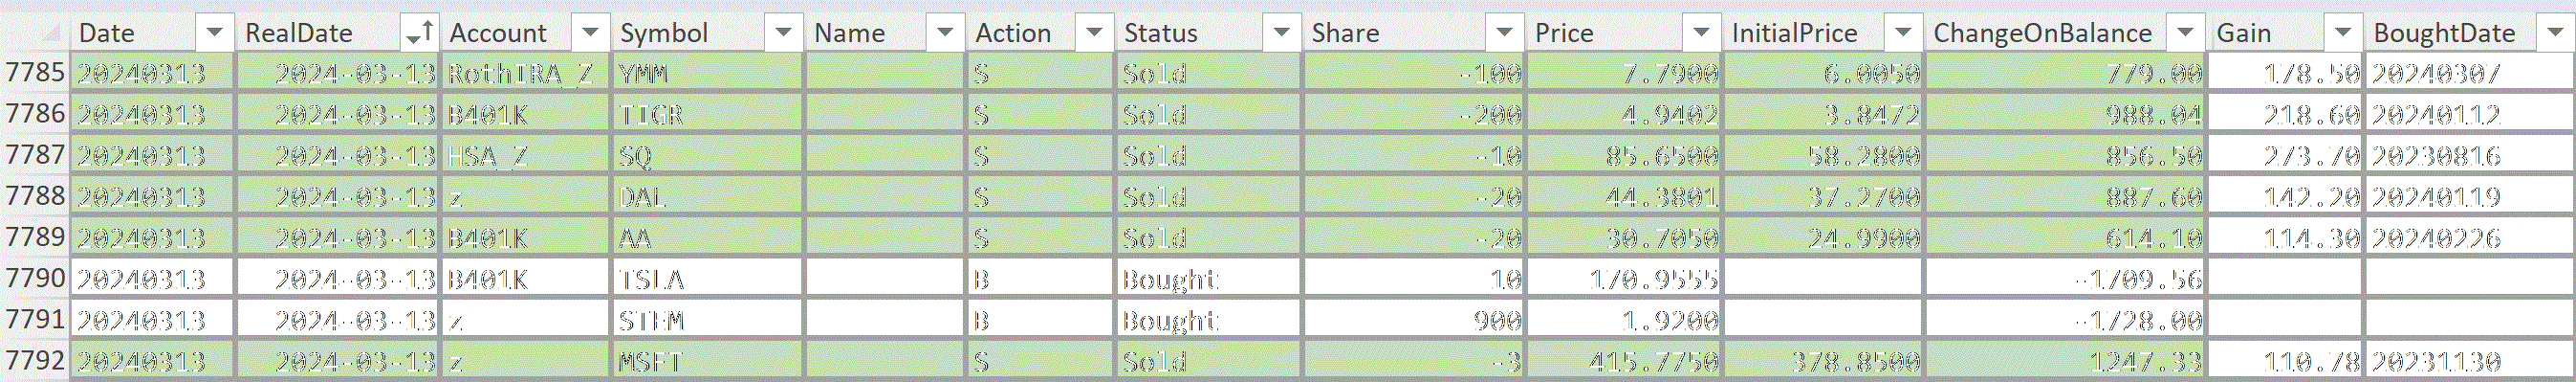 Date RealDate Account Symbol Name Action Status Share Price InitialPrice ChangeOnBalance Gain BoughtDate
7785 20240313 2024-03-13 RothIRA_Z YMM S Sold -100 7.7900 6.0050 779.00 178.50 20240307
7786 20240313 2024-03-13 B401K TIGR S Sold -200 4.9402 3.8472 988.04 218.60 20240112
7787 20240313 2024-03-13 HSA_Z SQ S Sold -10 85.6500 58.2800 856.50 273.70 20230816
7788 20240313 2024-03-13 z DAL S Sold -20 44.3801 37.2700 887.60 142.20 20240119
7789 20240313 2024-03-13 B401K AA S Sold -20 30.7050 24.9900 614.10 114.30 20240226
7790 20240313 2024-03-13 B401K TSLA B Bought 10 170.9555 -1709.56
7791 20240313 2024-03-13 z STEM B Bought 900 1.9200 -1728.00
7792 20240313 2024-03-13 z MSFT S Sold -3 415.7750 378.8500 1247.33 110.78 20231130